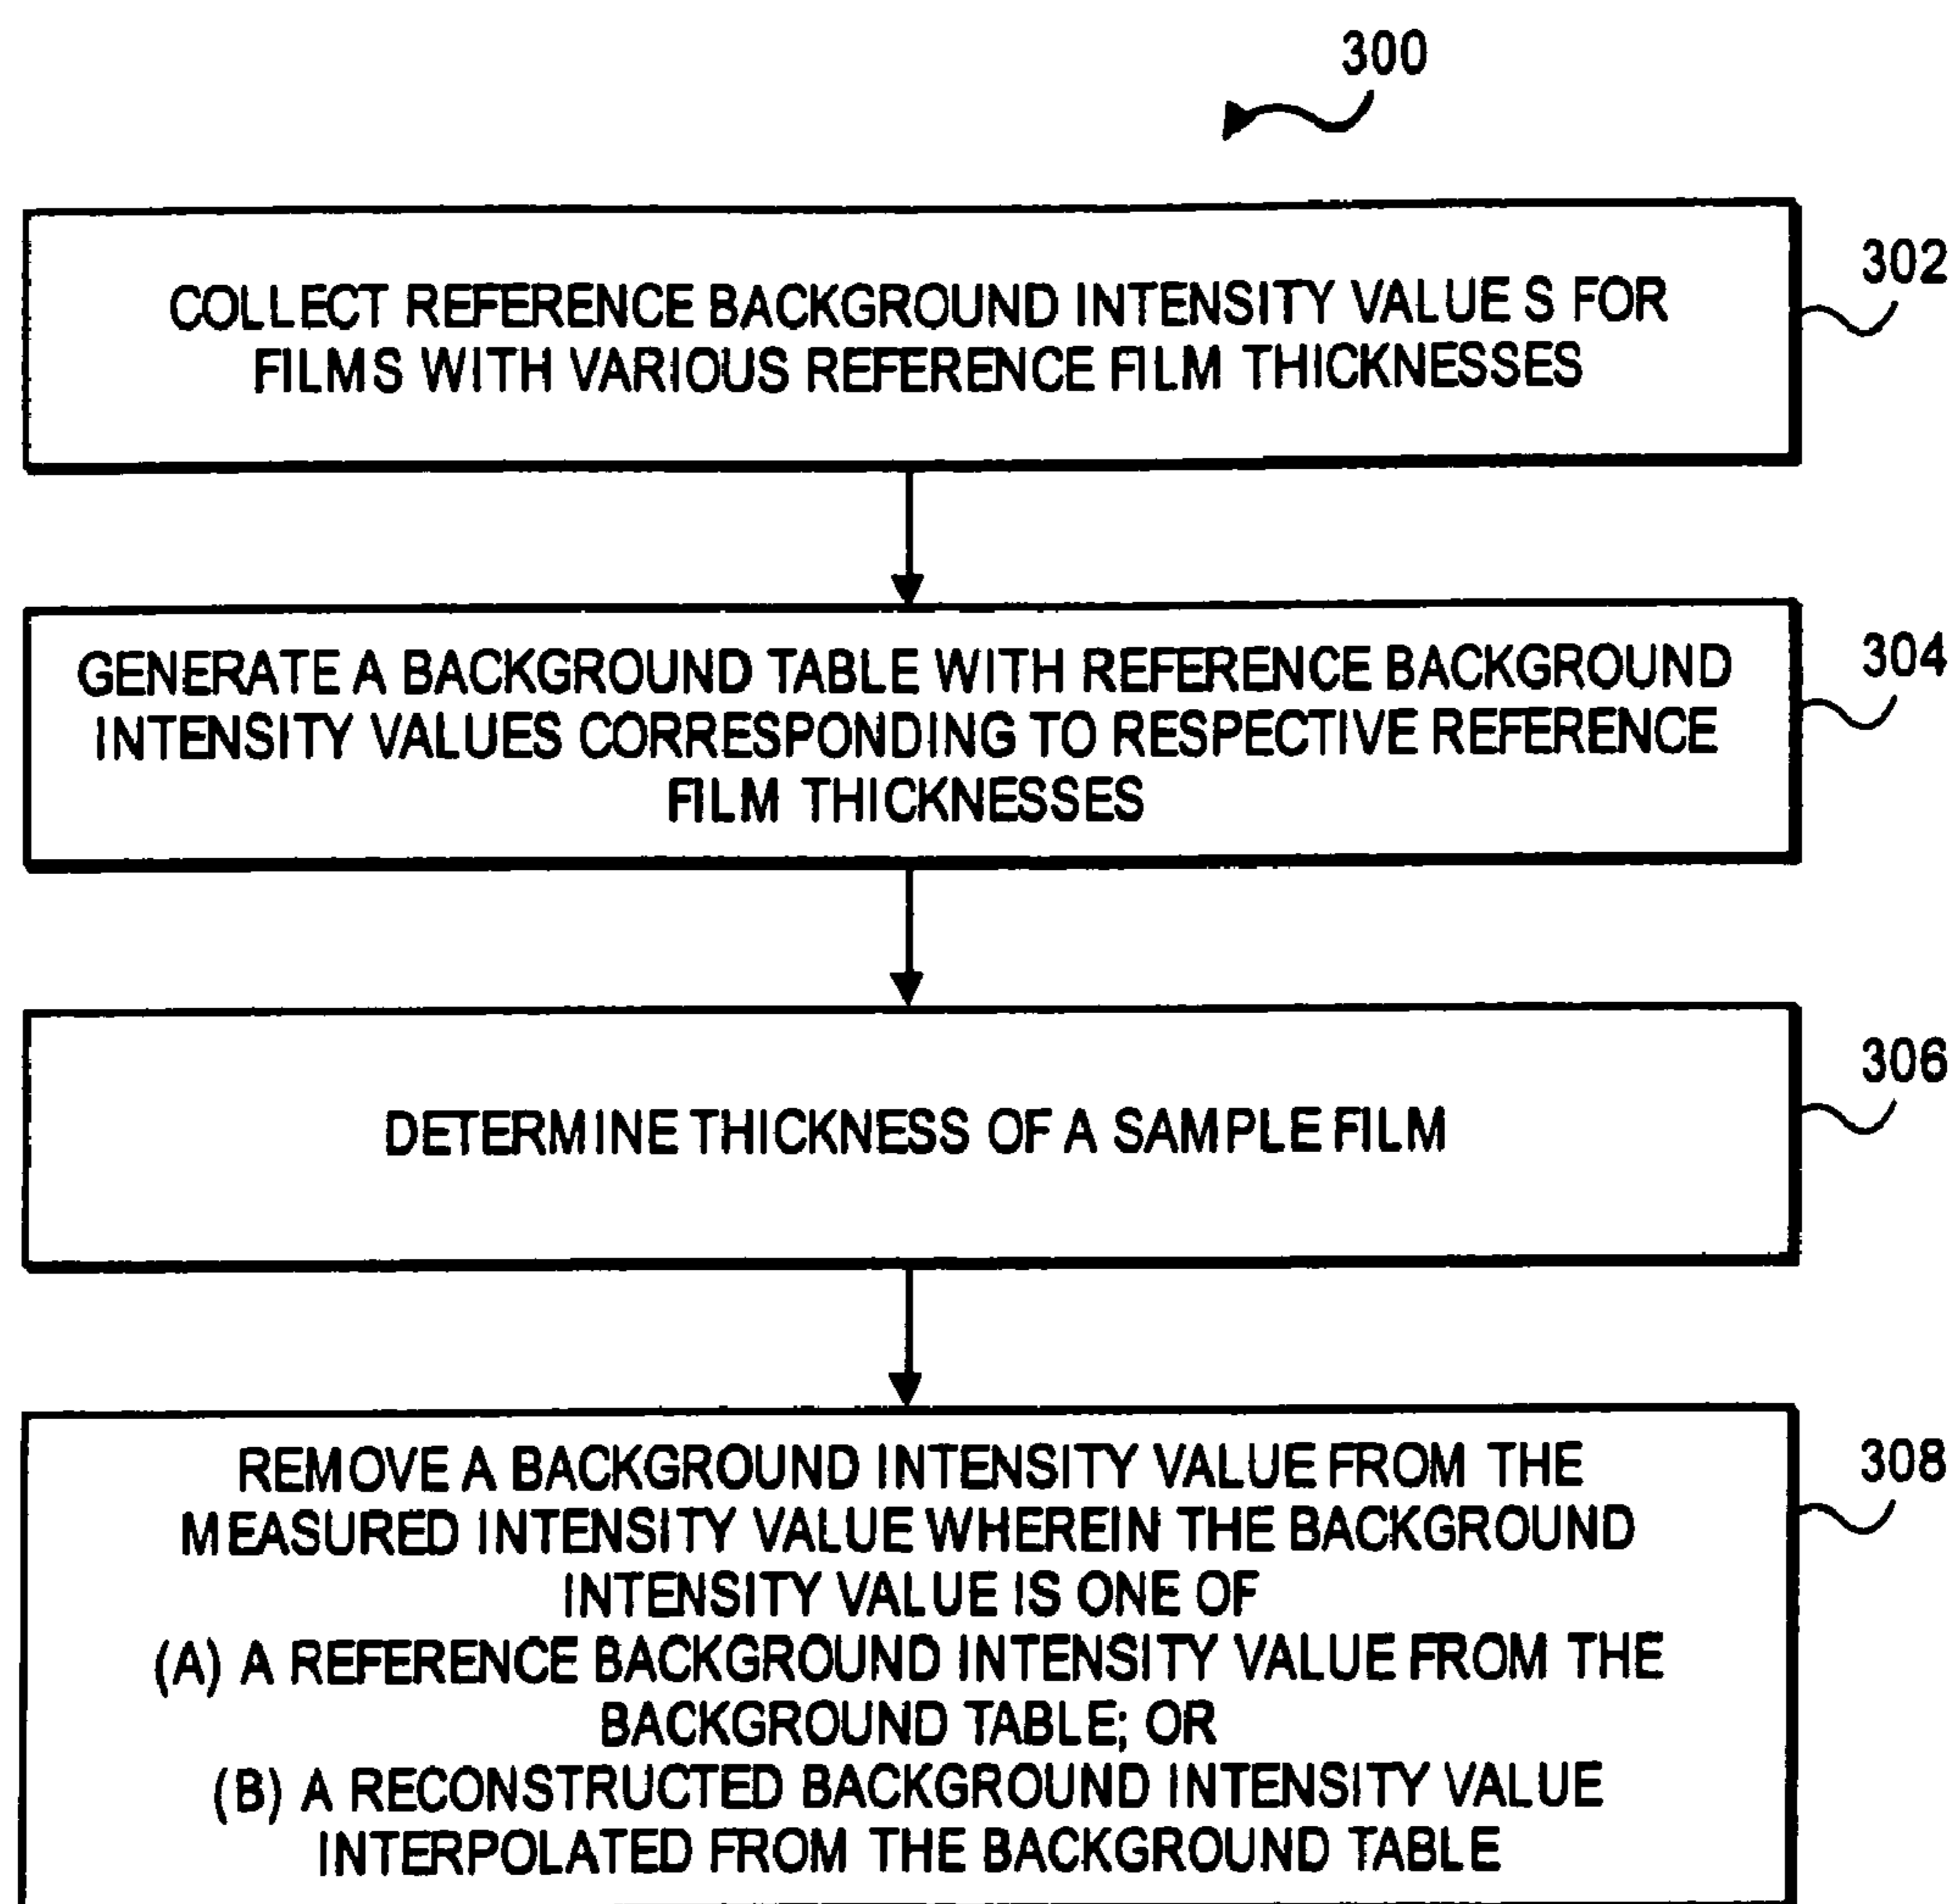 300
COLLECT REFERENCE BACKGROUND INTENSITY VALUE S FOR
FILMS WITH VARIOUS REFERENCE FILM THICKNESSES
302
GENERATE A BACKGROUND TABLE WITH REFERENCE BACKGROUND
INTENSITY VALUES CORRESPONDING TO RESPECTIVE REFERENCE
FILM THICKNESSES
304
DETERMINE THICKNESS OF A SAMPLE FILM
306
REMOVE A BACKGROUND INTENSITY VALUE FROM THE
MEASURED INTENSITY VALUE WHEREIN THE BACKGROUND
INTENSITY VALUE IS ONE OF
(A) A REFERENCE BACKGROUND INTENSITY VALUE FROM THE
BACKGROUND TABLE; OR
(B) A RECONSTRUCTED BACKGROUND INTENSITY VALUE
INTERPOLATED FROM THE BACKGROUND TABLE
308